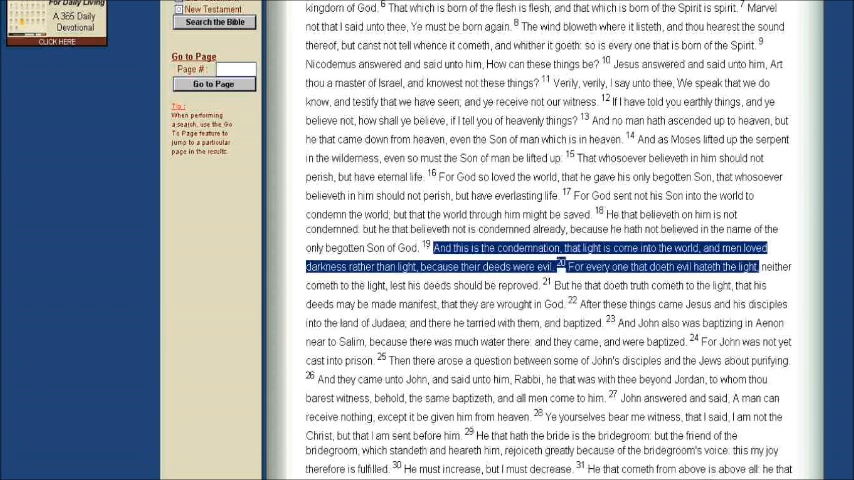 For Daily Living
A 365 Daily
Devotional
CLICK HERE
New Testament
Search the Bible
Go to Page
Page # :
Go to Page
Tip :
When performing
a search, use the Go
To Page feature to
jump to a particular
page in the results.
kingdom of God. 6 That which is born of the flesh is flesh; and that which is born of the Spirit is spirit. 7 Marvel
not that I said unto thee, Ye must be born again. 8 The wind bloweth where it listeth, and thou hearest the sound
thereof, but canst not tell whence it cometh, and whither it goeth: so is every one that is born of the Spirit. 9
Nicodemus answered and said unto him, How can these things be? 10 Jesus answered and said unto him, Art
thou a master of Israel, and knowest not these things? 11 Verily, verily, I say unto thee, We speak that we do
know, and testify that we have seen; and ye receive not our witness. 12 If I have told you earthly things, and ye
believe not, how shall ye believe, if I tell you of heavenly things? 13 And no man hath ascended up to heaven, but
he that came down from heaven, even the Son of man which is in heaven. 14 And as Moses lifted up the serpent
in the wilderness, even so must the Son of man be lifted up: 15 That whosoever believeth in him should not
perish, but have eternal life. 16 For God so loved the world, that he gave his only begotten Son, that whosoever
believeth in him should not perish, but have everlasting life. 17 For God sent not his Son into the world to
condemn the world; but that the world through him might be saved. 18 He that believeth on him is not
condemned: but he that believeth not is condemned already, because he hath not believed in the name of the
only begotten Son of God. 19 And this is the condemnation, that light is come into the world, and men loved
darkness rather than light, because their deeds were evil. 20 For every one that doeth evil hateth the light, neither
cometh to the light, lest his deeds should be reproved. 21 But he that doeth truth cometh to the light, that his
deeds may be made manifest, that they are wrought in God. 22 After these things came Jesus and his disciples
into the land of Judaea; and there he tarried with them, and baptized. 23 And John also was baptizing in Aenon
near to Salim, because there was much water there: and they came, and were baptized. 24 For John was not yet
cast into prison. 25 Then there arose a question between some of John's disciples and the Jews about purifying.
26 And they came unto John, and said unto him, Rabbi, he that was with thee beyond Jordan, to whom thou
barest witness, behold, the same baptizeth, and all men come to him. 27 John answered and said, A man can
receive nothing, except it be given him from heaven. 28 Ye yourselves bear me witness, that I said, I am not the
Christ, but that I am sent before him. 29 He that hath the bride is the bridegroom: but the friend of the
bridegroom, which standeth and heareth him, rejoiceth greatly because of the bridegroom's voice: this my joy
therefore is fulfilled. 30 He must increase, but I must decrease. 31 He that cometh from above is above all: he that